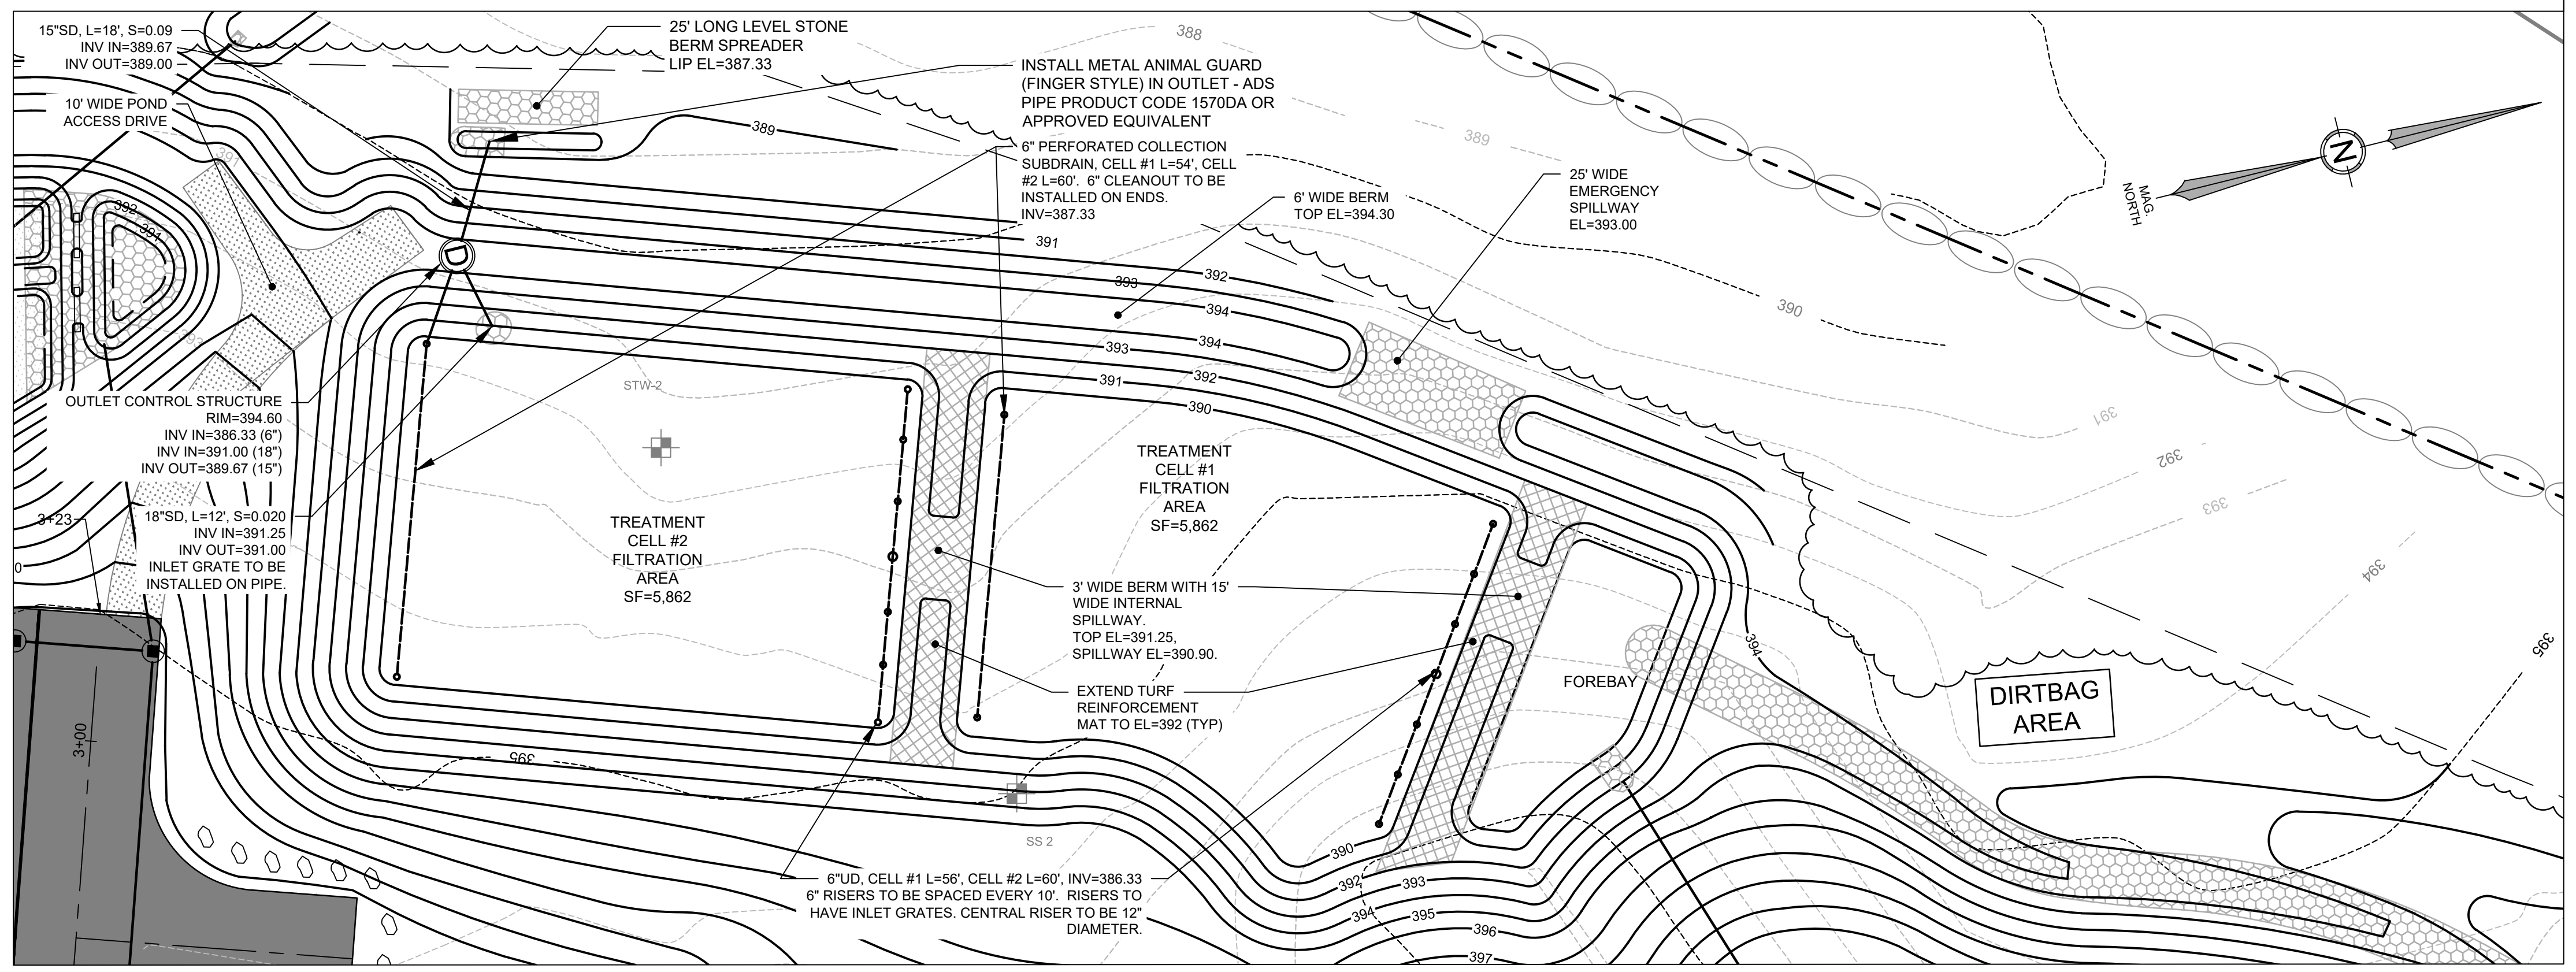 15"SD, L=18', S=0.09
INV IN=389.67
INV OUT=389.00
10' WIDE POND
ACCESS DRIVE
25' LONG LEVEL STONE
BERM SPREADER
LIP EL=387.33
INSTALL METAL ANIMAL GUARD
(FINGER STYLE) IN OUTLET - ADS
PIPE PRODUCT CODE 1570DA OR
APPROVED EQUIVALENT
6" PERFORATED COLLECTION
SUBDRAIN, CELL #1 L=54', CELL
#2 L=60'. 6" CLEANOUT TO BE
INSTALLED ON ENDS.
INV=387.33
6' WIDE BERM
TOP EL=394.30
25' WIDE
EMERGENCY
SPILLWAY
EL=393.00
MAG.
NORTH
N
388
389
389
390
391
392
393
394
395
397
393
392
391
391
393
392
394
394
393
392
391
390
D
STW-2
OUTLET CONTROL STRUCTURE
RIM=394.60
INV IN=386.33 (6")
INV IN=391.00 (18")
INV OUT=389.67 (15")
3+23
0
18"SD, L=12', S=0.020
INV IN=391.25
INV OUT=391.00
INLET GRATE TO BE
INSTALLED ON PIPE.
TREATMENT
CELL #2
FILTRATION
AREA
SF=5,862
TREATMENT
CELL #1
FILTRATION
AREA
SF=5,862
3' WIDE BERM WITH 15'
WIDE INTERNAL
SPILLWAY.
TOP EL=391.25,
SPILLWAY EL=390.90.
EXTEND TURF
REINFORCEMENT
MAT TO EL=392 (TYP)
FOREBAY
394
DIRTBAG
AREA
3+00
395
SS 2
6"UD, CELL #1 L=56', CELL #2 L=60', INV=386.33
6" RISERS TO BE SPACED EVERY 10'. RISERS TO
HAVE INLET GRATES. CENTRAL RISER TO BE 12"
DIAMETER.
390
392
393
394
395
396
397